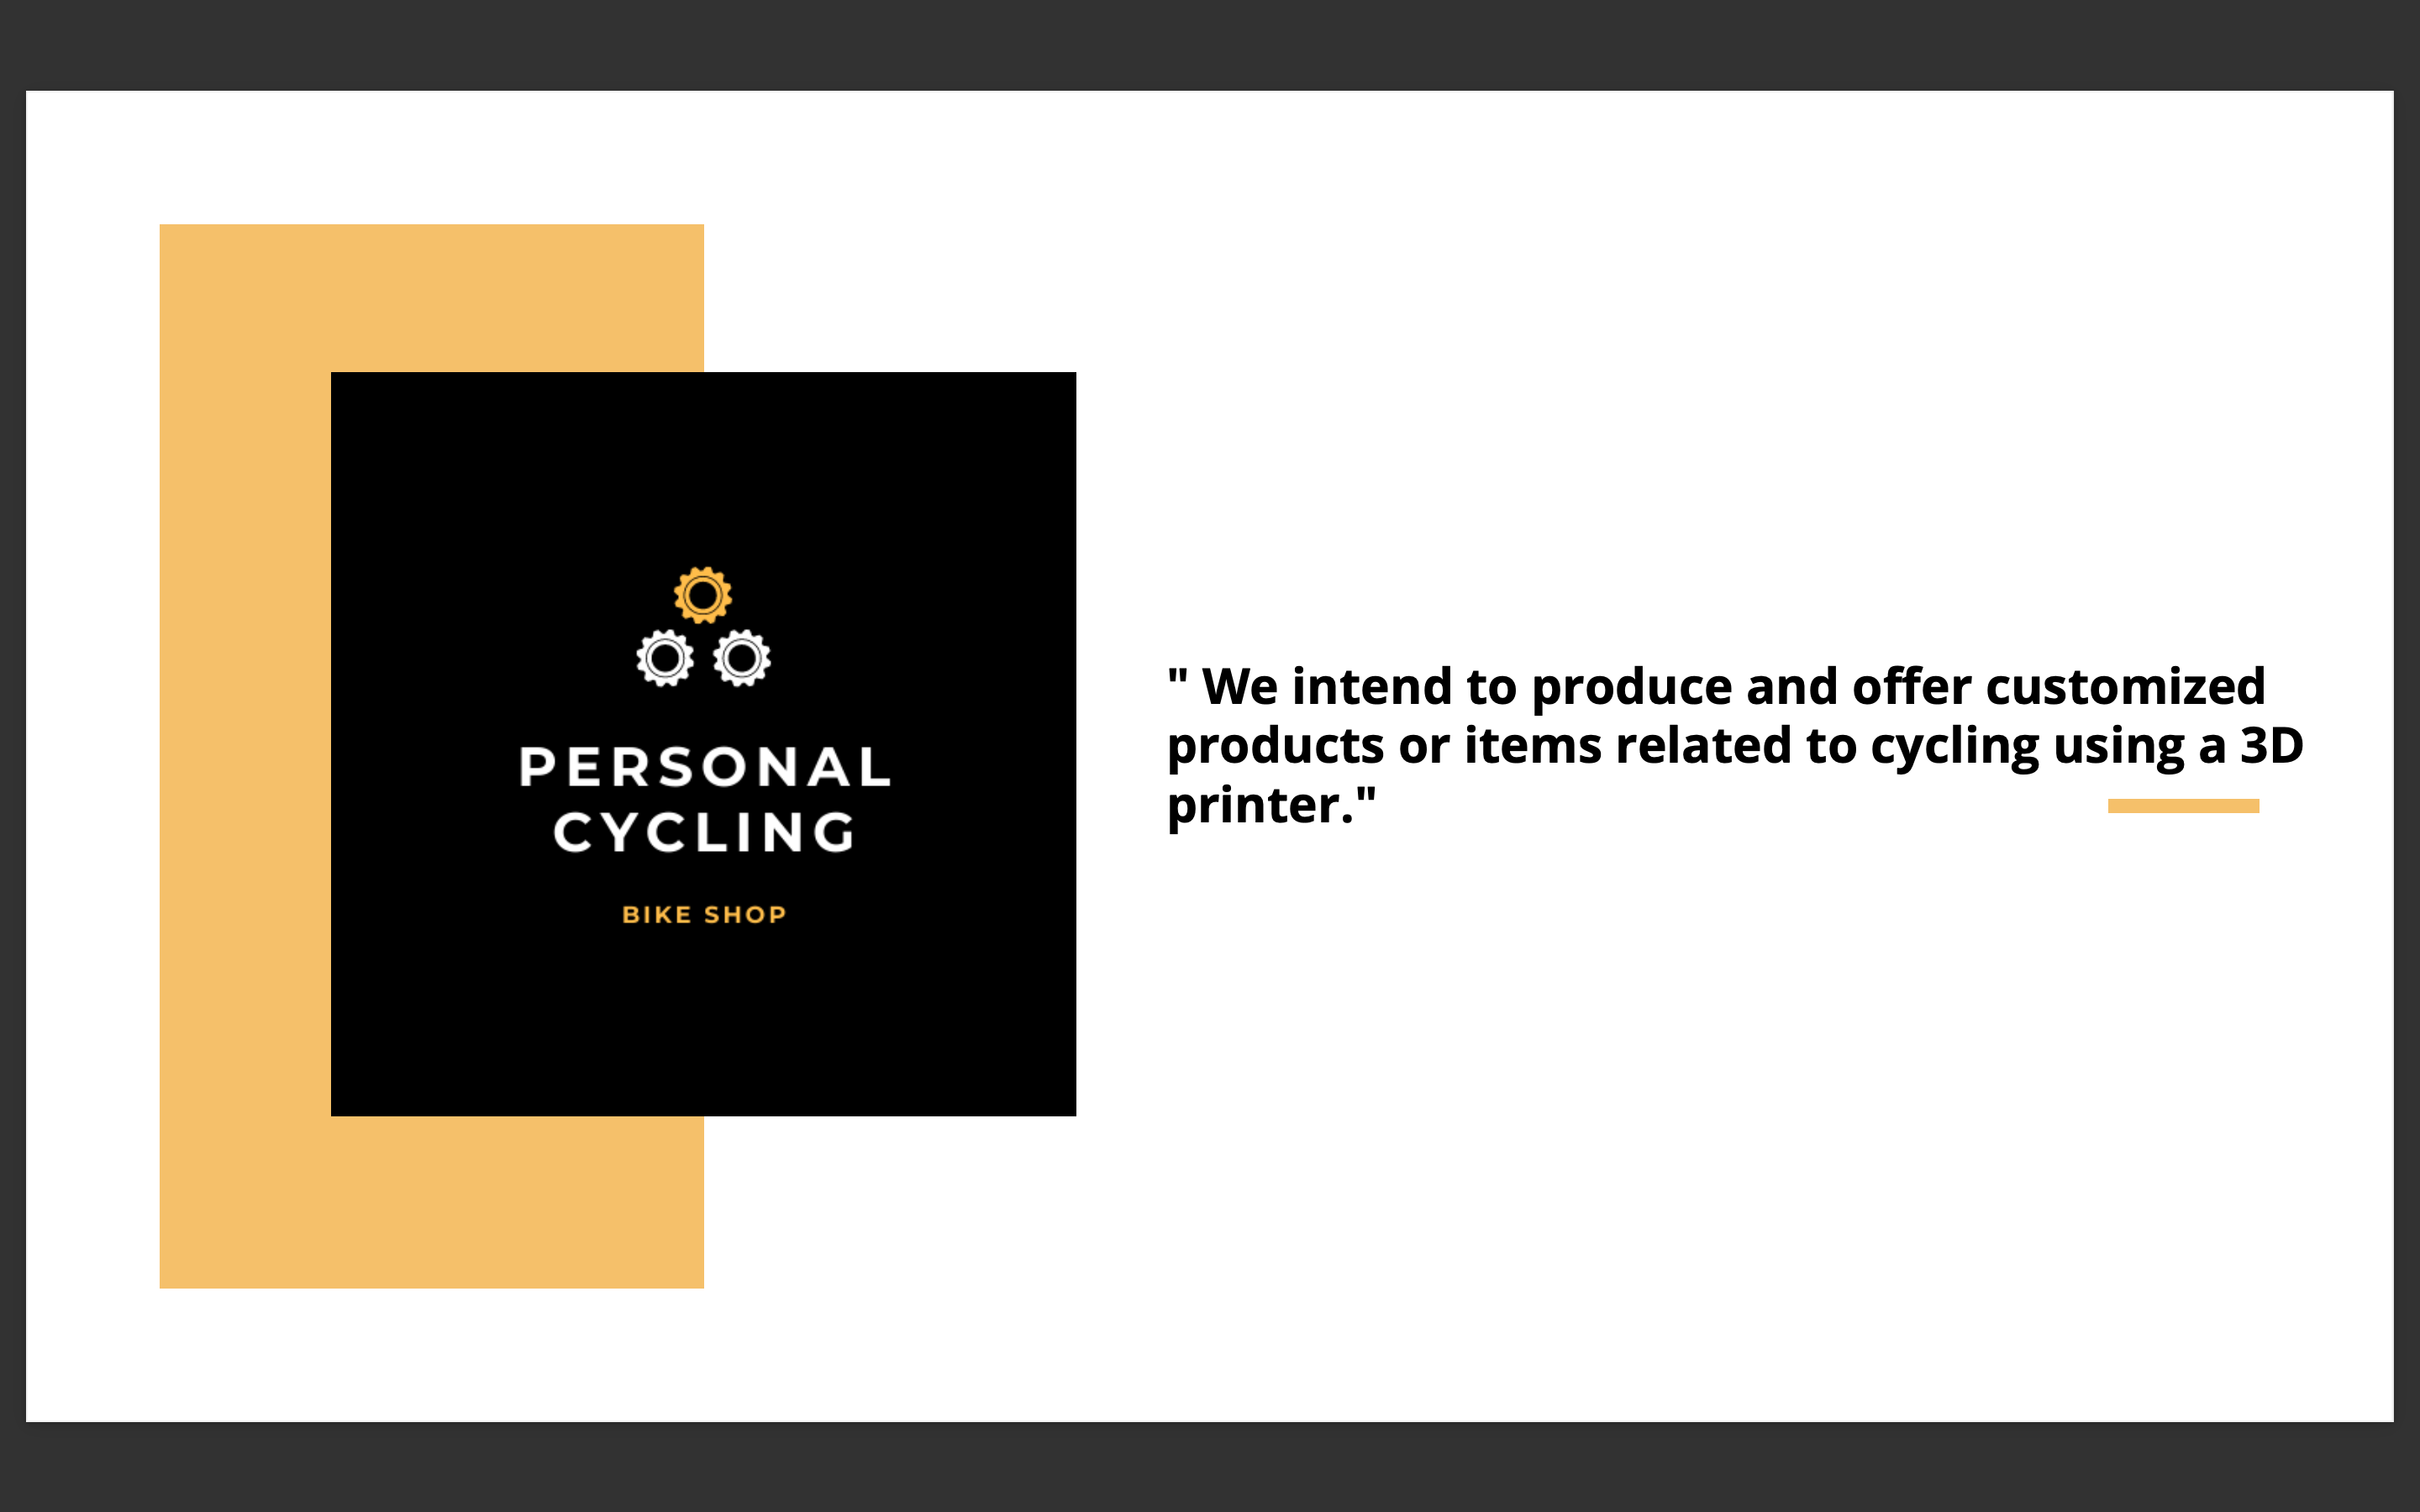 PERSONAL
CYCLING
BIKE SHOP
" We intend to produce and offer customized
products or items related to cycling using a 3D
printer."